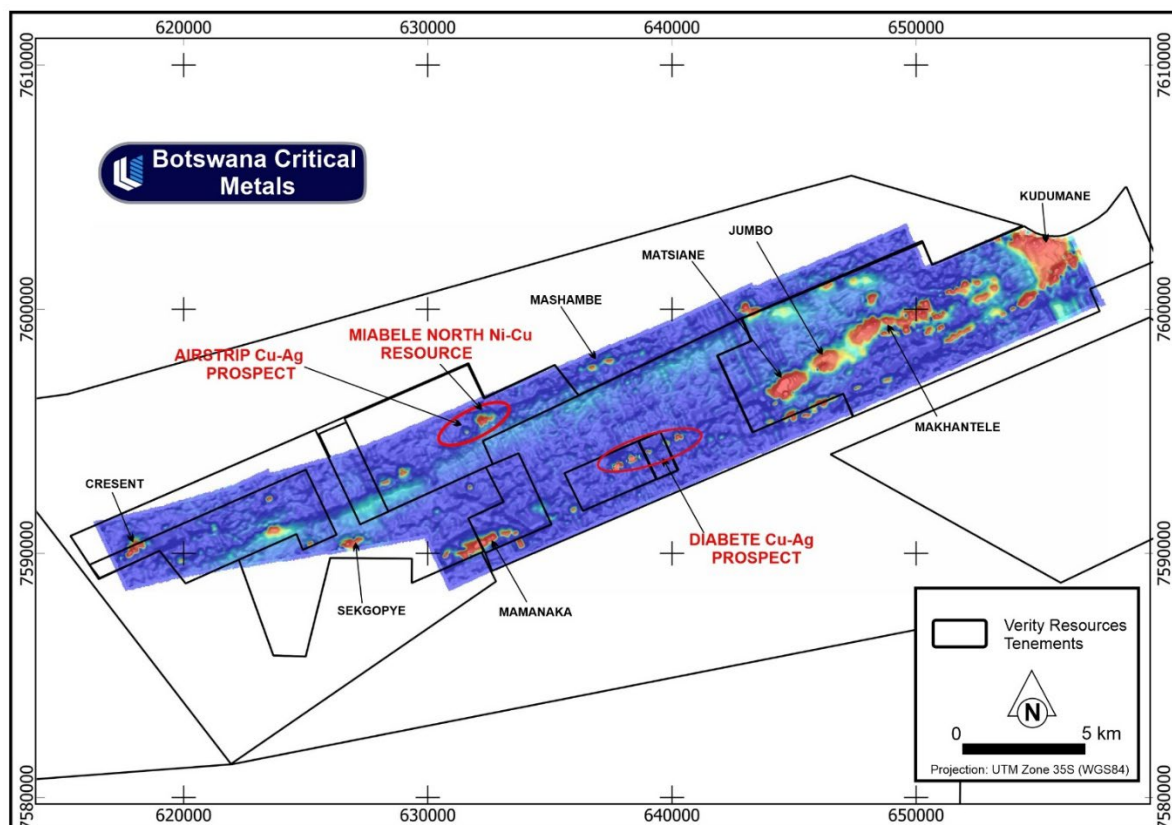 620000
630000
640000
650000
7610000
7610000
Botswana Critical
Metals
KUDUMANE
JUMBO
MATSIANE
MASHAMBE
7600000
7600000
MIABELE NORTH Ni-Cu
RESOURCE
AIRSTRIP Cu-Ag
PROSPECT
MAKHANTELE
CRESENT
7590000
7590000
DIABETE Cu-Ag
PROSPECT
SEKGOPYE
MAMANAKA
Verity Resources
Tenements
N
0
5 km
Projection: UTM Zone 35S (WGS84)
7580000
7580000
620000
630000
640000
650000